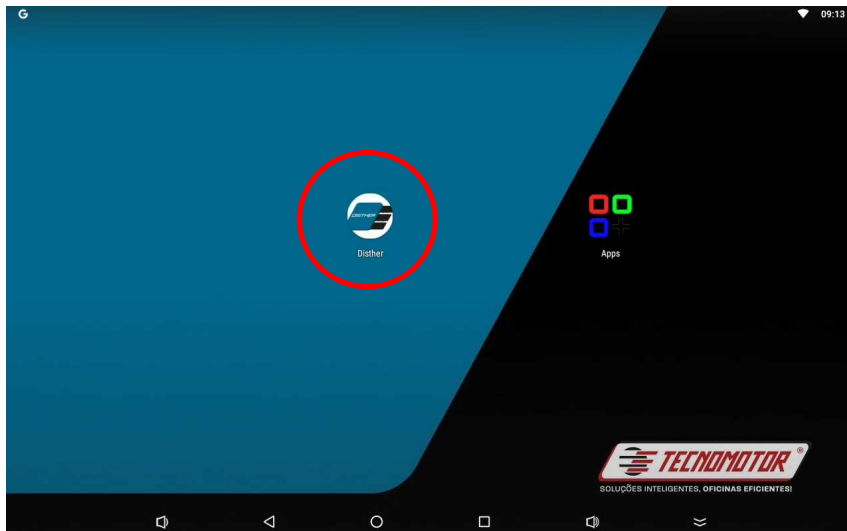 G
09:13
DISTHER
Disther
Apps
TECNOMOTOR®
SOLUÇÕES INTELIGENTES, OFICINAS EFICIENTES!